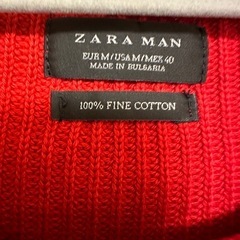 ZARA MAN
EUR M/USA M/MEX 40
MADE IN BULGARIA
100% FINE COTTON